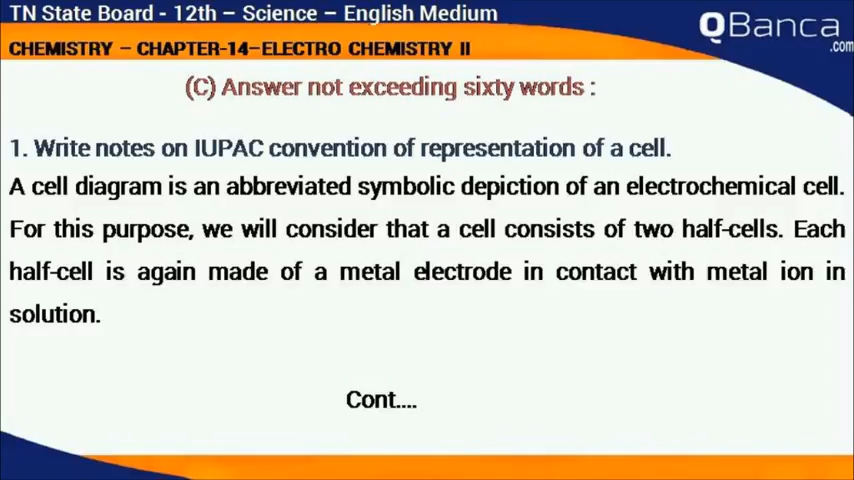 TN State Board - 12th – Science – English Medium
QBanca
.com
CHEMISTRY – CHAPTER-14–ELECTRO CHEMISTRY II
(C) Answer not exceeding sixty words :
1. Write notes on IUPAC convention of representation of a cell.
A cell diagram is an abbreviated symbolic depiction of an electrochemical cell.
For this purpose, we will consider that a cell consists of two half-cells. Each
half-cell is again made of a metal electrode in contact with metal ion in
solution.
Cont....